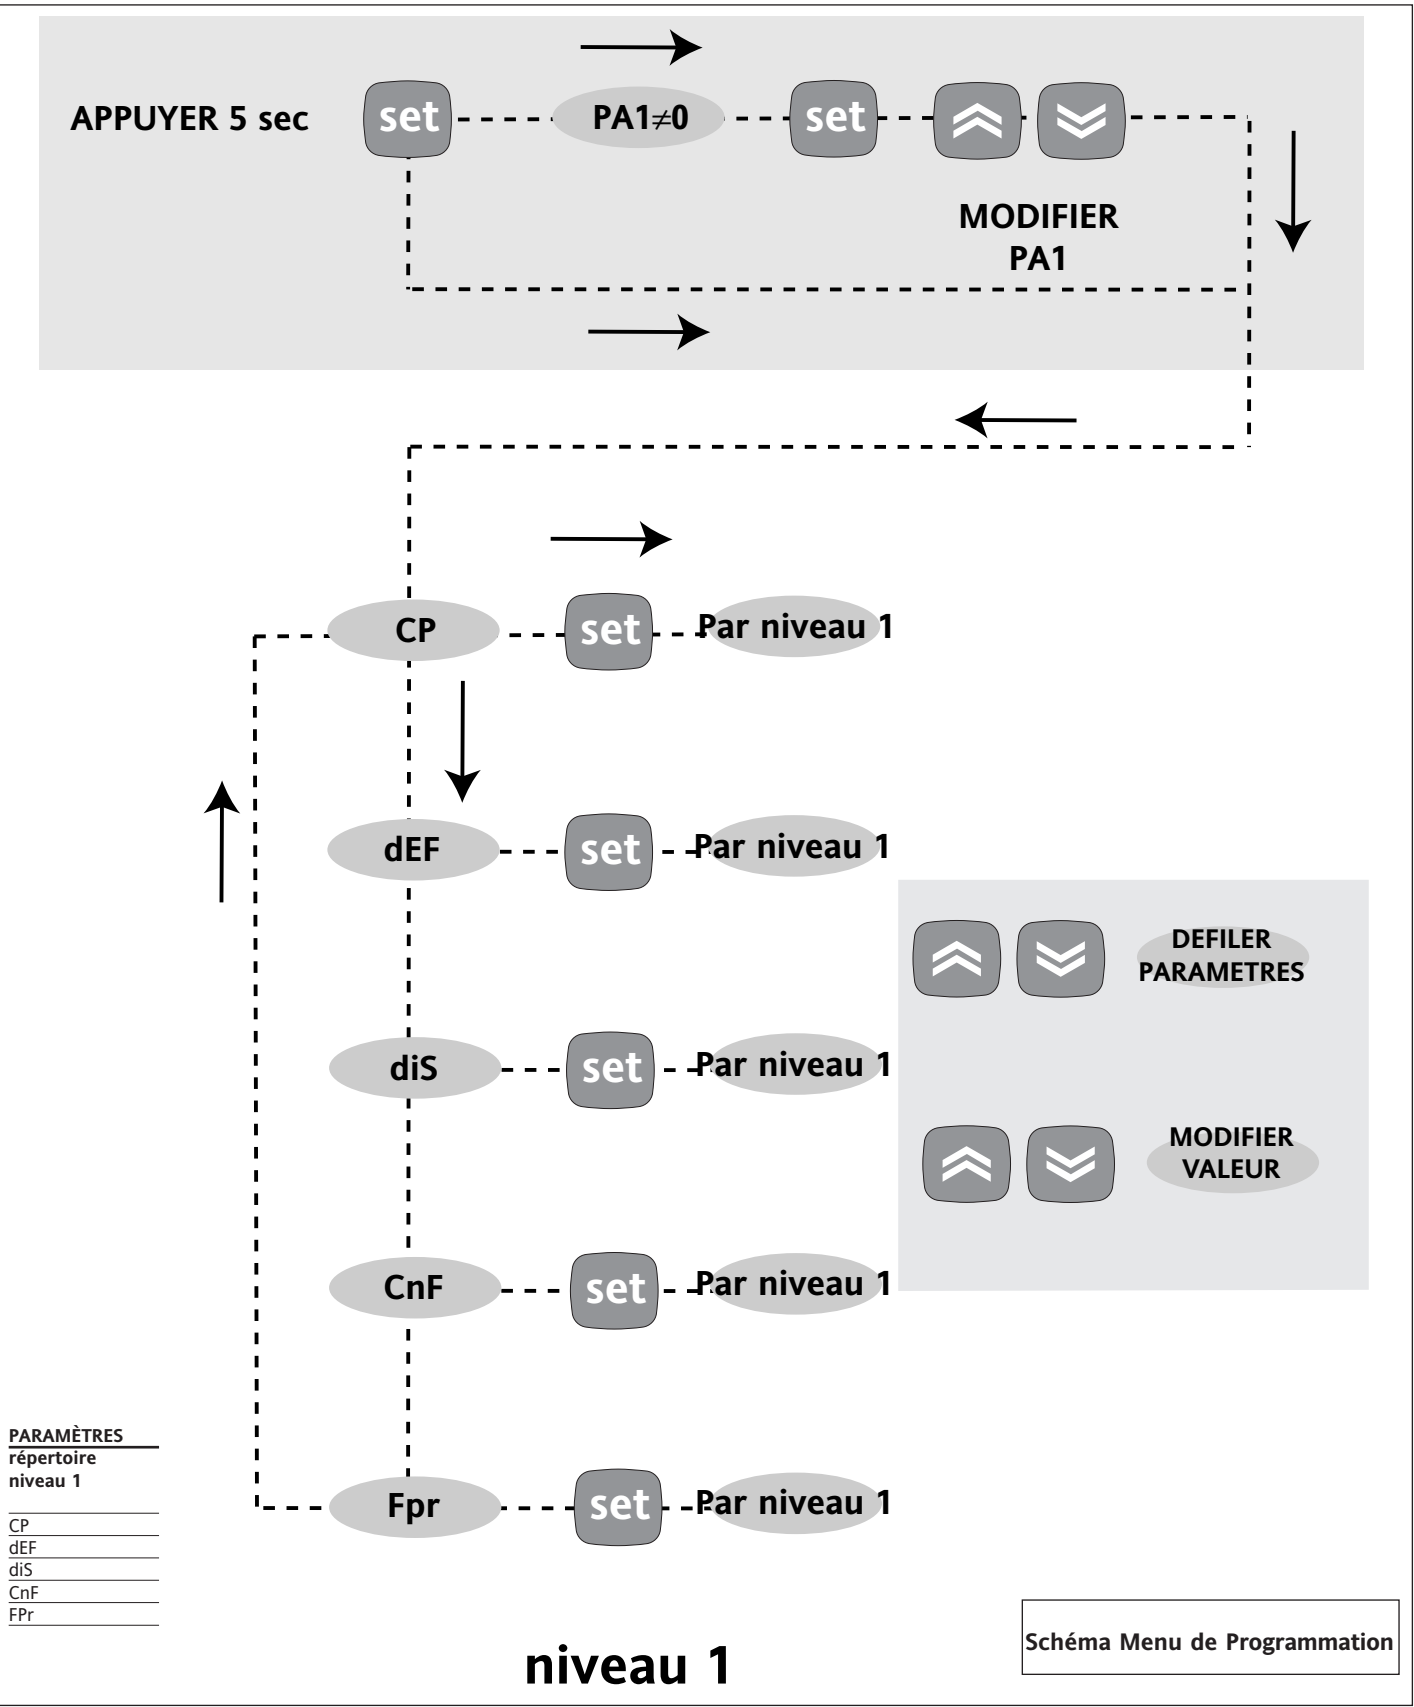 APPUYER 5 sec
set
PA1≠0
set
MODIFIER
PA1
CP
set
Par niveau 1
dEF
set
Par niveau 1
DEFILER
PARAMETRES
diS
set
Par niveau 1
MODIFIER
VALEUR
CnF
set
Par niveau 1
Fpr
set
Par niveau 1
PARAMÈTRES
répertoire
niveau 1
CP
dEF
diS
CnF
FPr
niveau 1
Schéma Menu de Programmation